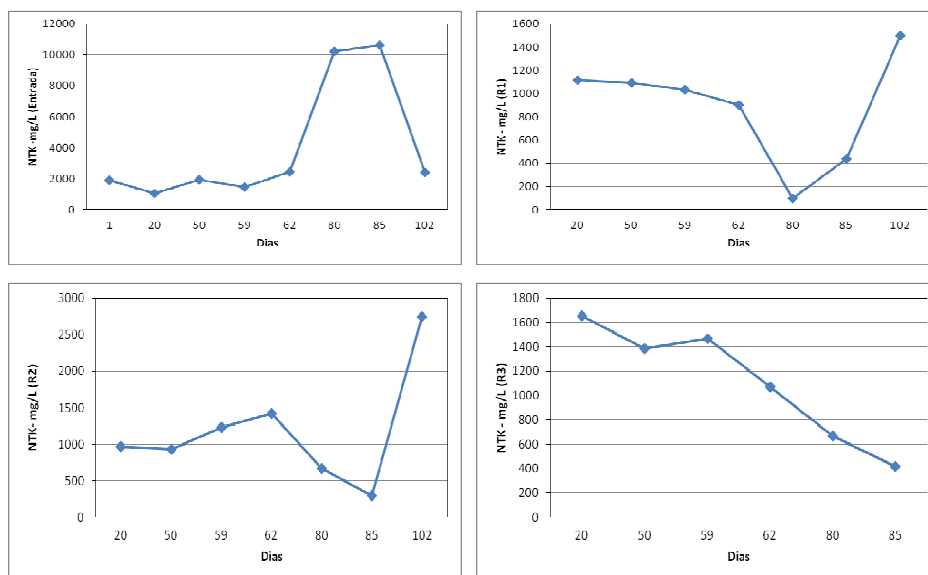 NTK -mg/L (Entrada)
12000
10000
8000
6000
4000
2000
0
1 20 50 59 62 80 85 102
Dias
NTK - mg/L (R1)
1600
1400
1200
1000
800
600
400
200
0
20 50 59 62 80 85 102
Dias
NTK - mg/L (R2)
3000
2500
2000
1500
1000
500
0
20 50 59 62 80 85 102
Dias
NTK - mg/L (R3)
1800
1600
1400
1200
1000
800
600
400
200
0
20 50 59 62 80 85
Dias